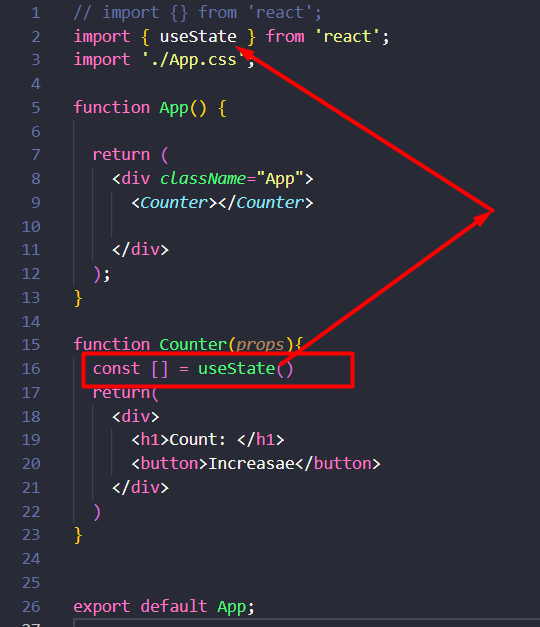 1 // import {} from 'react';
2 import { useState } from 'react';
3 import './App.css';
4
5 function App() {
6
7 return (
8 <div className="App">
9 <Counter></Counter>
10
11 </div>
12 );
13 }
14
15 function Counter(props){
16 const [] = useState()
17 return(
18 <div>
19 <h1>Count: </h1>
20 <button>Increasae</button>
21 </div>
22 )
23 }
24
25
26 export default App;
27